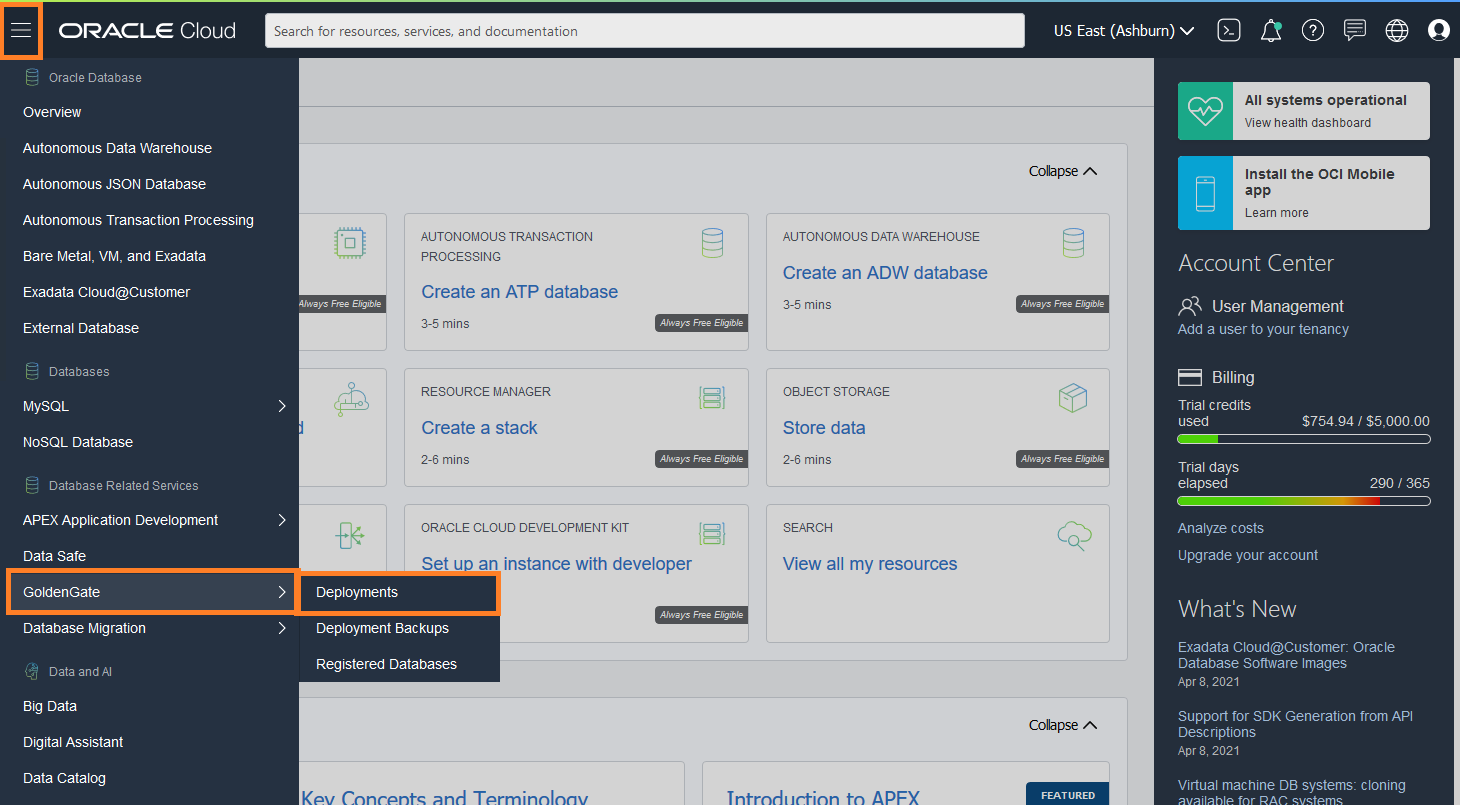 ORACLE Cloud
Search for resources, services, and documentation
US East (Ashburn)
Oracle Database
Overview
Autonomous Data Warehouse
Autonomous JSON Database
Autonomous Transaction Processing
Bare Metal, VM, and Exadata
Exadata Cloud@Customer
External Database
Databases
MySQL
NoSQL Database
Database Related Services
APEX Application Development
Data Safe
GoldenGate
Database Migration
Data and AI
Big Data
Digital Assistant
Data Catalog
Deployments
Deployment Backups
Registered Databases
Collapse
Always Free Eligible
AUTONOMOUS TRANSACTION
PROCESSING
Create an ATP database
3-5 mins
Always Free Eligible
AUTONOMOUS DATA WAREHOUSE
Create an ADW database
3-5 mins
Always Free Eligible
d
RESOURCE MANAGER
Create a stack
2-6 mins
Always Free Eligible
OBJECT STORAGE
Store data
2-6 mins
Always Free Eligible
ORACLE CLOUD DEVELOPMENT KIT
Set up an instance with developer
Always Free Eligible
SEARCH
View all my resources
Collapse
Key Concepts and Terminology
Introduction to APEX
FEATURED
All systems operational
View health dashboard
Install the OCI Mobile
app
Learn more
Account Center
User Management
Add a user to your tenancy
Billing
Trial credits
used $754.94 / $5,000.00
Trial days
elapsed 290 / 365
Analyze costs
Upgrade your account
What's New
Exadata Cloud@Customer: Oracle
Database Software Images
Apr 8, 2021
Support for SDK Generation from API
Descriptions
Apr 8, 2021
Virtual machine DB systems: cloning
available for RAC systems